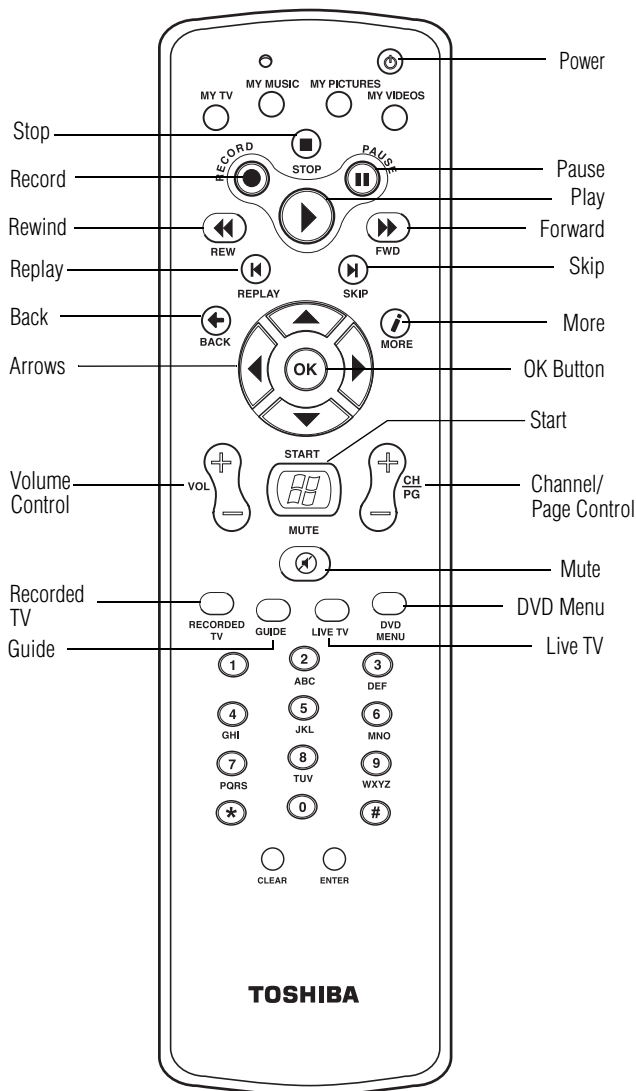 Power
MY TV
MY MUSIC
MY PICTURES
MY VIDEOS
Stop
STOP
RECORD
PAUSE
Record
Pause
Play
Rewind
REW
FWD
Forward
Replay
REPLAY
SKIP
Skip
Back
BACK
MORE
More
Arrows
OK
OK Button
Start
START
Volume
Control
VOL
CH
PG
Channel/
Page Control
MUTE
Mute
Recorded
TV
RECORDED
TV
GUIDE
LIVE TV
DVD
MENU
DVD Menu
Guide
Live TV
1
2
ABC
3
DEF
4
GHI
5
JKL
6
MNO
7
PQRS
8
TUV
9
WXYZ
*
0
#
CLEAR
ENTER
TOSHIBA